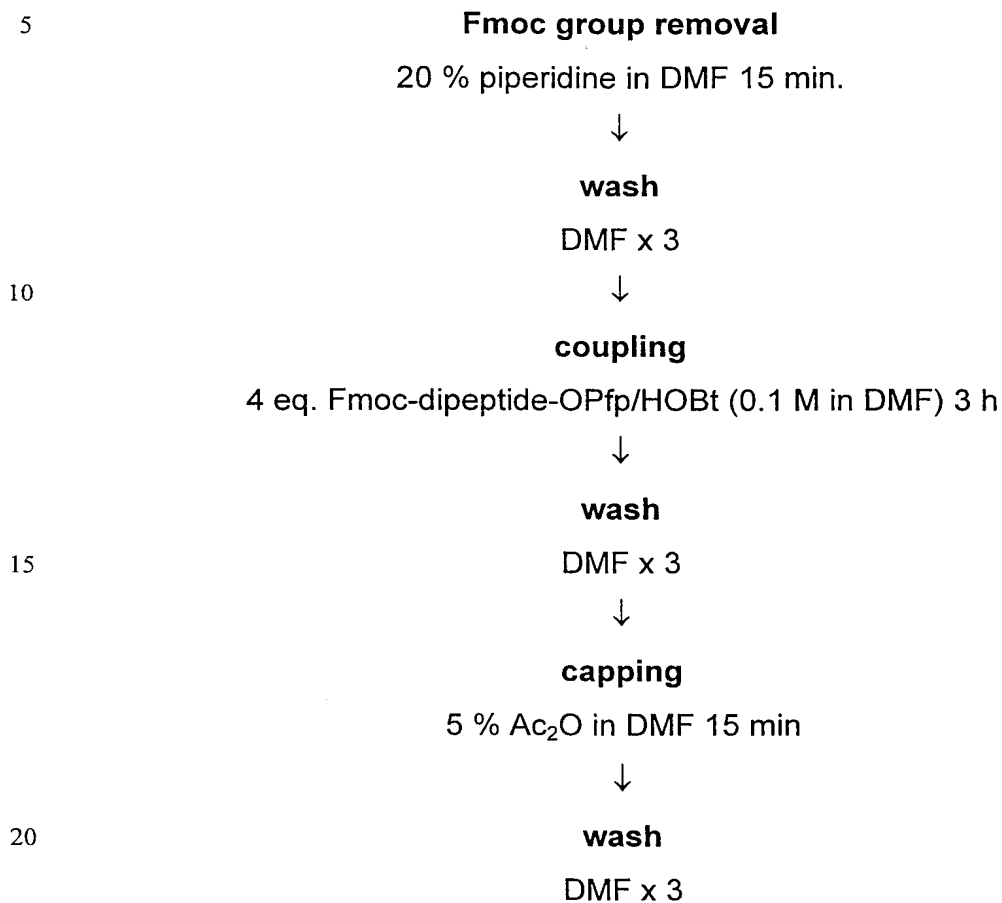 5 Fmoc group removal
20 % piperidine in DMF 15 min.
↓
wash
DMF x 3
10 ↓
coupling
4 eq. Fmoc-dipeptide-OPfp/HOBt (0.1 M in DMF) 3 h
↓
wash
15 DMF x 3
↓
capping
5 % Ac₂O in DMF 15 min
↓
20 wash
DMF x 3